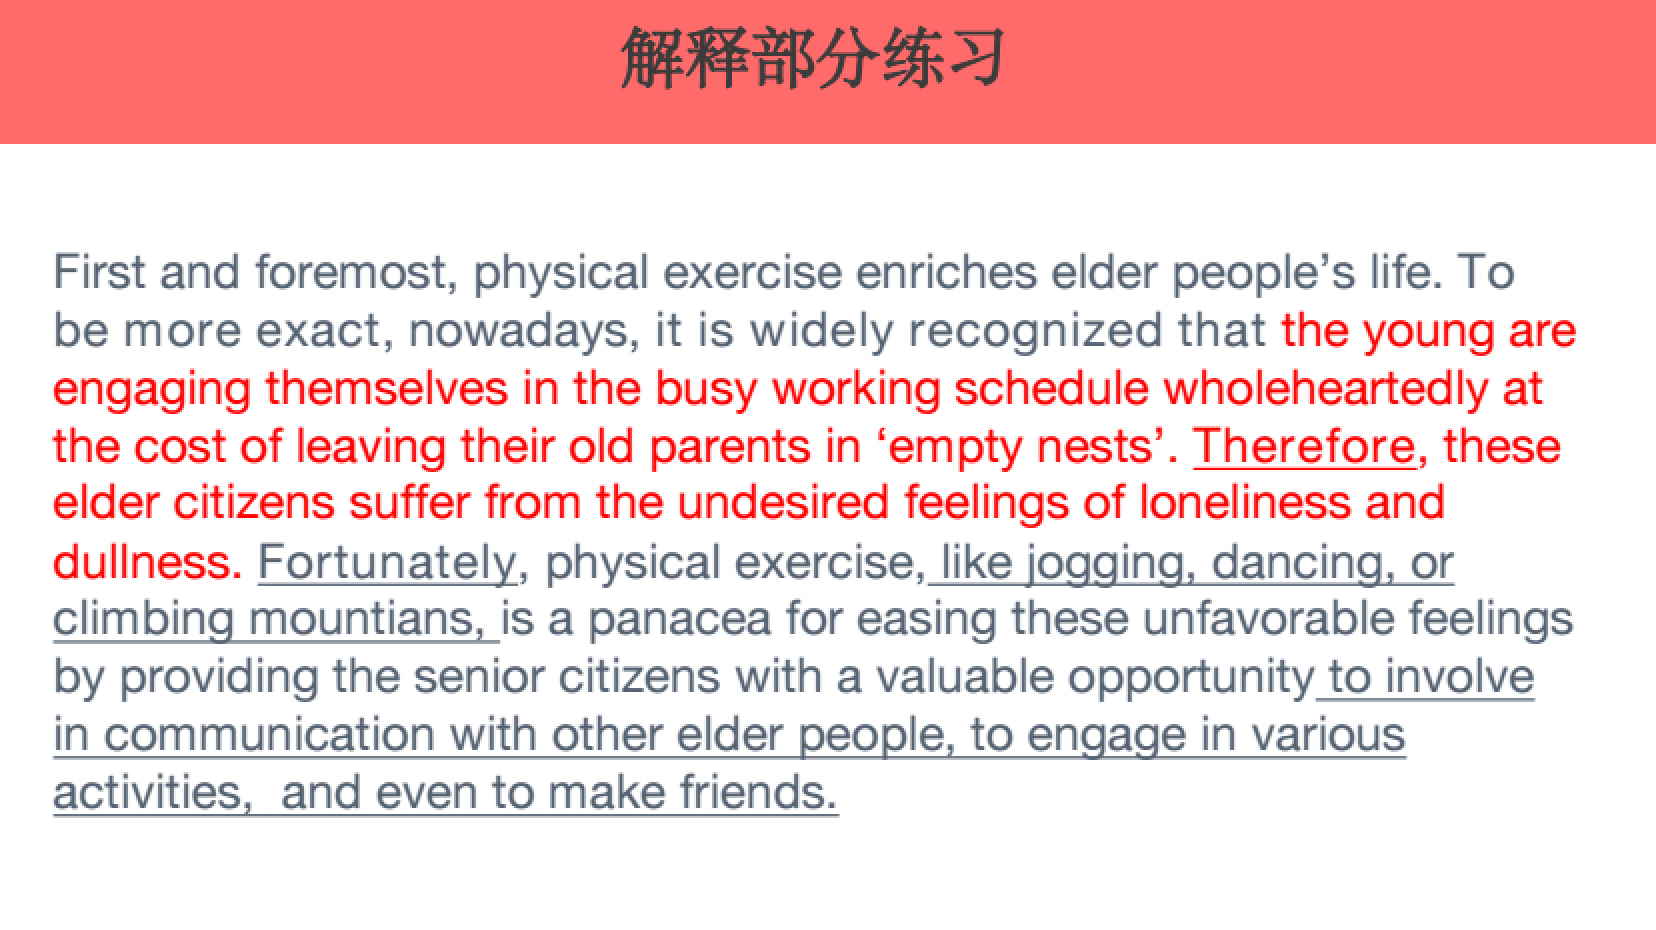 解释部分练习
First and foremost, physical exercise enriches elder people’s life. To
be more exact, nowadays, it is widely recognized that the young are
engaging themselves in the busy working schedule wholeheartedly at
the cost of leaving their old parents in ‘empty nests’. Therefore, these
elder citizens suffer from the undesired feelings of loneliness and
dullness. Fortunately, physical exercise, like jogging, dancing, or
climbing mountians, is a panacea for easing these unfavorable feelings
by providing the senior citizens with a valuable opportunity to involve
in communication with other elder people, to engage in various
activities,  and even to make friends.